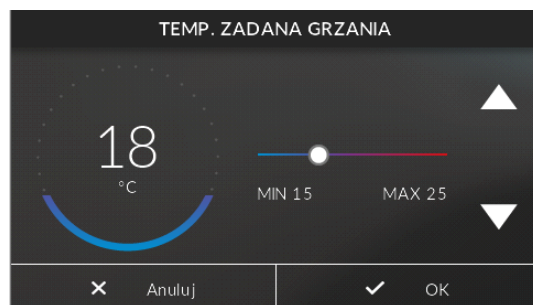 TEMP. ZADANA GRZANIA
18
°C
MIN 15 MAX 25
Anuluj OK